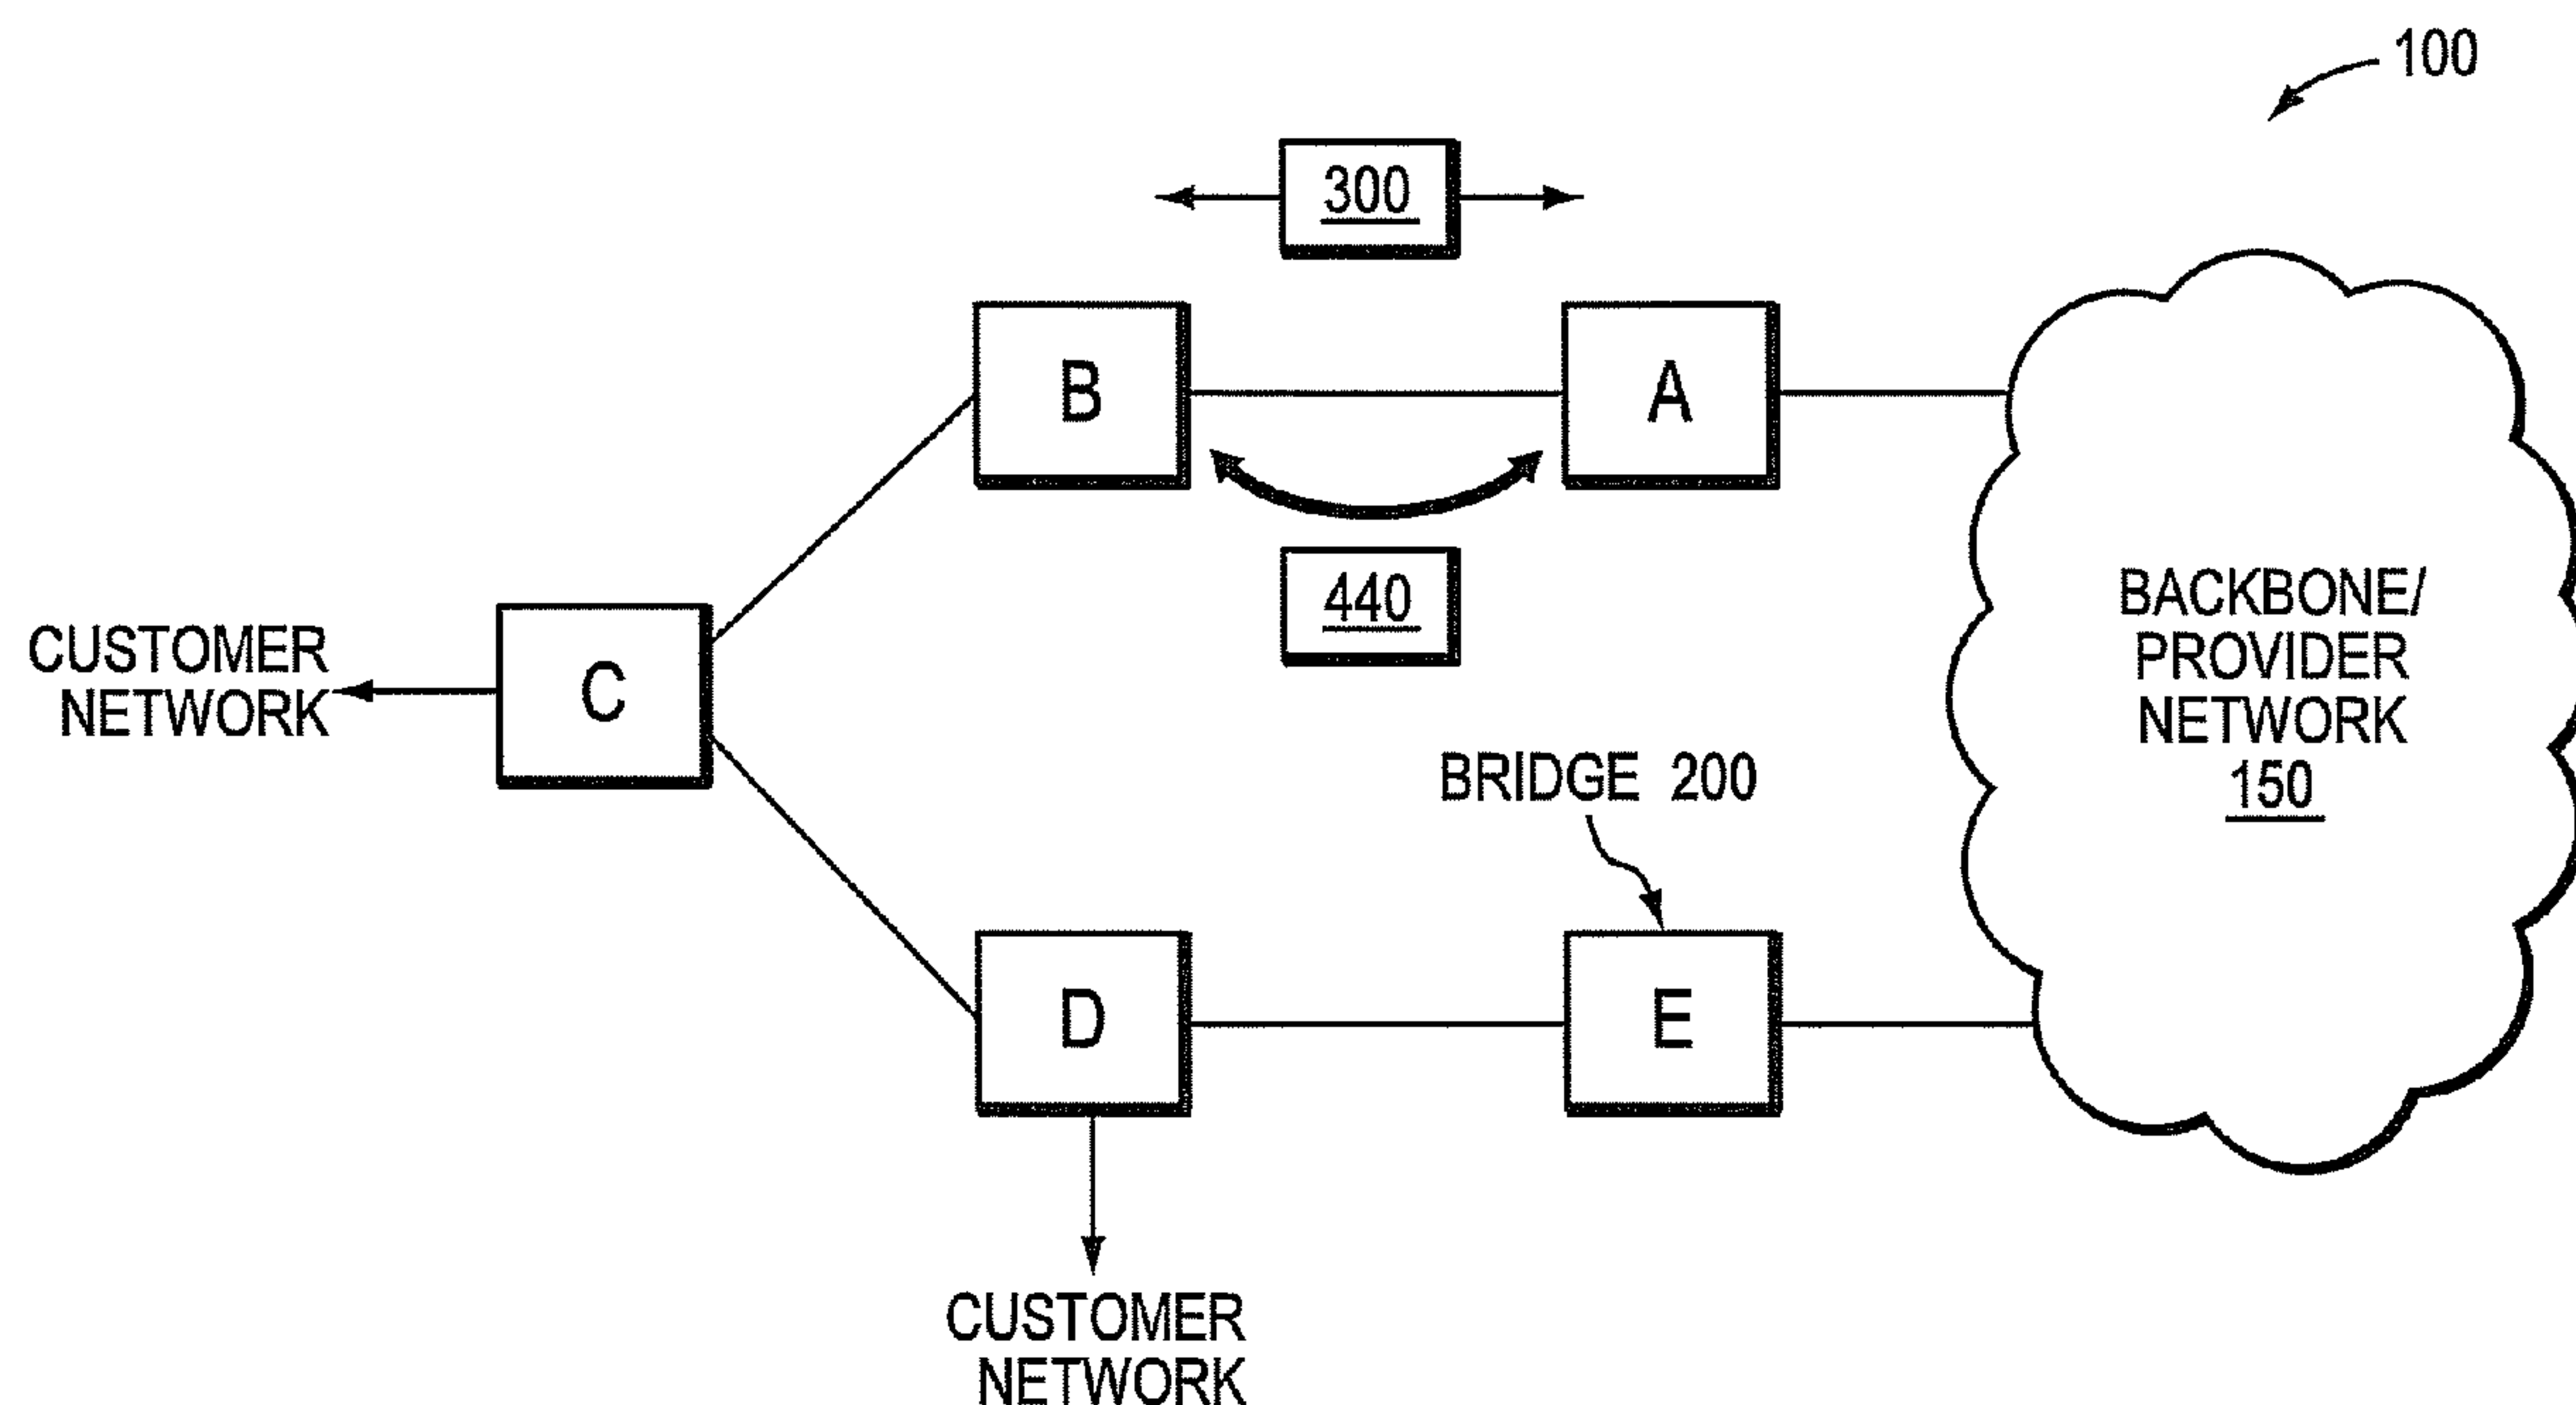 100
300
B
A
440
BACKBONE/
PROVIDER
NETWORK
150
CUSTOMER
NETWORK
C
BRIDGE 200
D
E
CUSTOMER
NETWORK